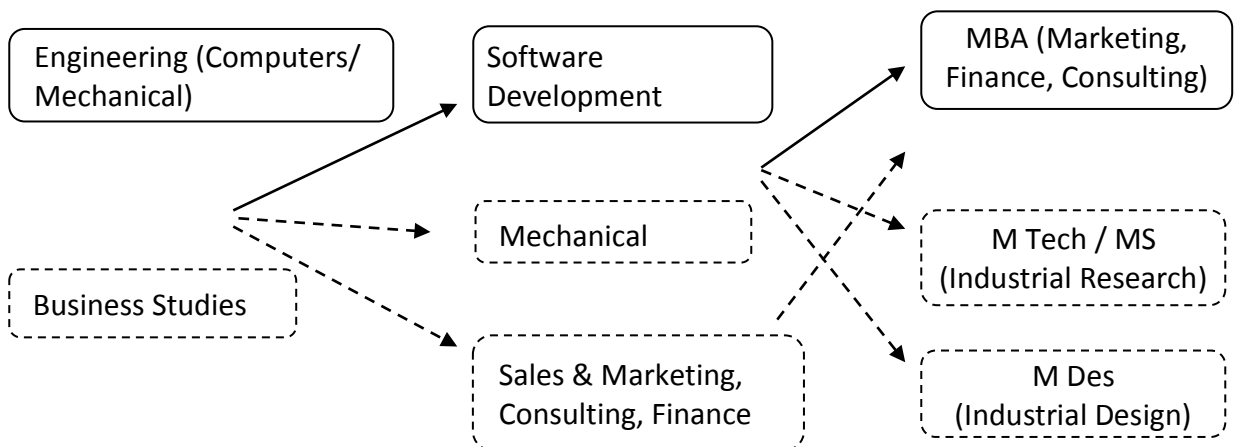 Engineering (Computers/
Mechanical)
Business Studies
Software
Development
Mechanical
Sales & Marketing,
Consulting, Finance
MBA (Marketing,
Finance, Consulting)
M Tech / MS
(Industrial Research)
M Des
(Industrial Design)